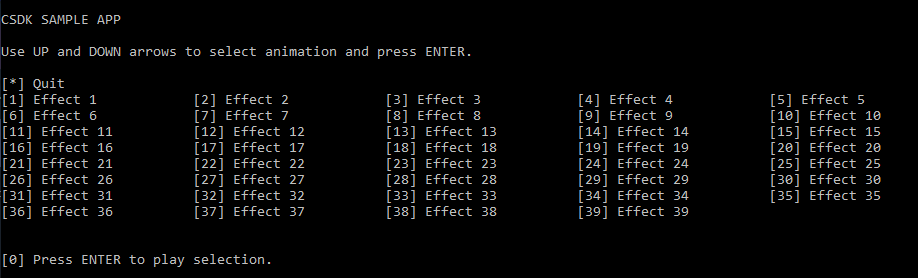 CSDK SAMPLE APP
Use UP and DOWN arrows to select animation and press ENTER.
[*] Quit
[1] Effect 1 [2] Effect 2 [3] Effect 3 [4] Effect 4 [5] Effect 5
[6] Effect 6 [7] Effect 7 [8] Effect 8 [9] Effect 9 [10] Effect 10
[11] Effect 11 [12] Effect 12 [13] Effect 13 [14] Effect 14 [15] Effect 15
[16] Effect 16 [17] Effect 17 [18] Effect 18 [19] Effect 19 [20] Effect 20
[21] Effect 21 [22] Effect 22 [23] Effect 23 [24] Effect 24 [25] Effect 25
[26] Effect 26 [27] Effect 27 [28] Effect 28 [29] Effect 29 [30] Effect 30
[31] Effect 31 [32] Effect 32 [33] Effect 33 [34] Effect 34 [35] Effect 35
[36] Effect 36 [37] Effect 37 [38] Effect 38 [39] Effect 39
[0] Press ENTER to play selection.